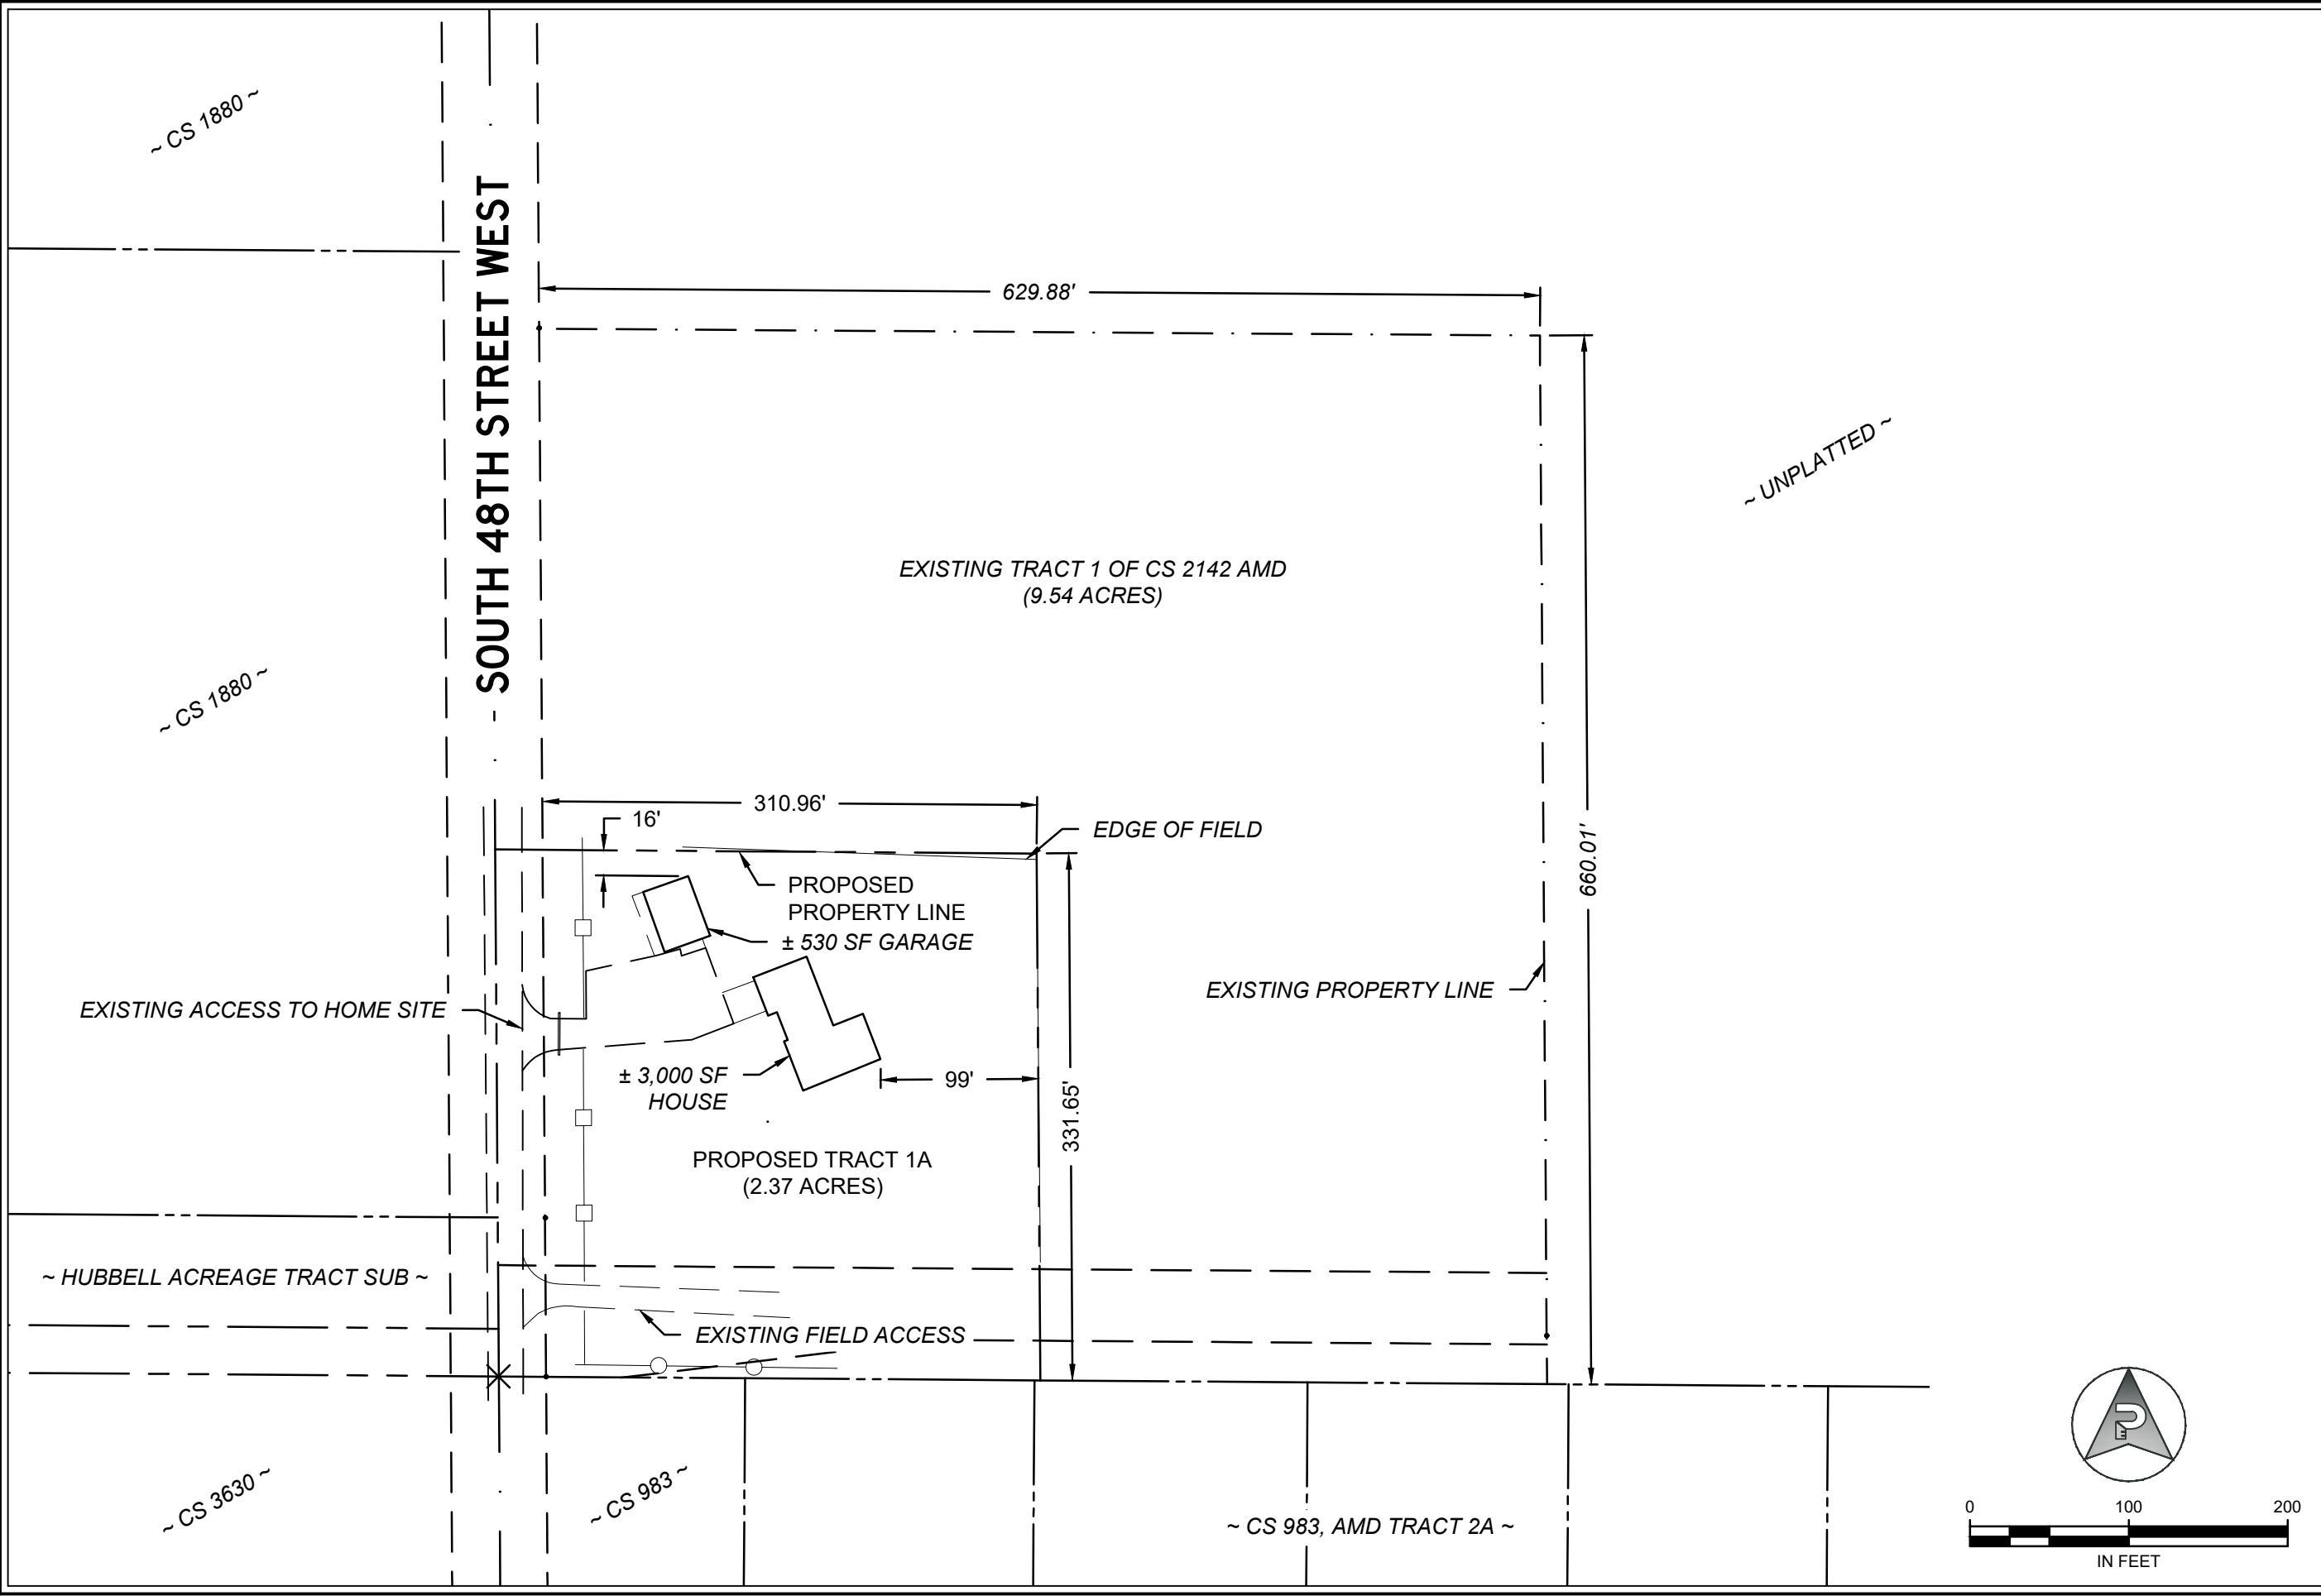 ~ CS 1880 ~
SOUTH 48TH STREET WEST
629.88'
~ UNPLATTED ~
EXISTING TRACT 1 OF CS 2142 AMD
(9.54 ACRES)
~ CS 1880 ~
310.96'
16'
EDGE OF FIELD
660.01'
PROPOSED
PROPERTY LINE
± 530 SF GARAGE
EXISTING PROPERTY LINE
EXISTING ACCESS TO HOME SITE
± 3,000 SF
HOUSE
99'
331.65'
PROPOSED TRACT 1A
(2.37 ACRES)
~ HUBBELL ACREAGE TRACT SUB ~
EXISTING FIELD ACCESS
~ CS 3630 ~
~ CS 983 ~
~ CS 983, AMD TRACT 2A ~
0 100 200
IN FEET